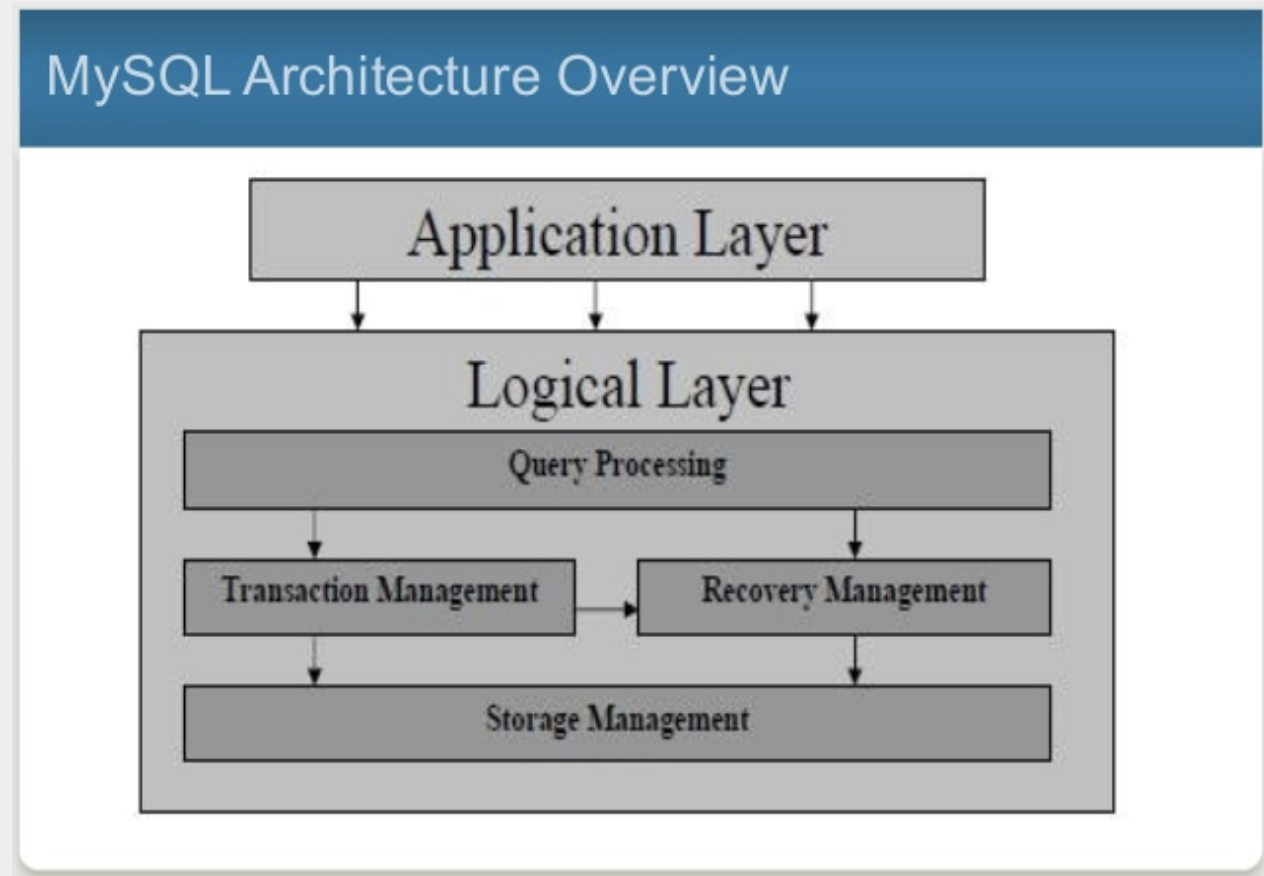 MySQL Architecture Overview
Application Layer
Logical Layer
Query Processing
Transaction Management
Recovery Management
Storage Management